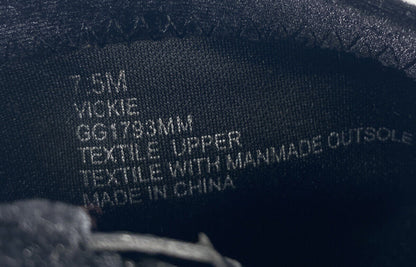 7.5M
VICKIE
GG1793MM
TEXTILE UPPER
TEXTILE WITH MANMADE OUTSOLE
MADE IN CHINA